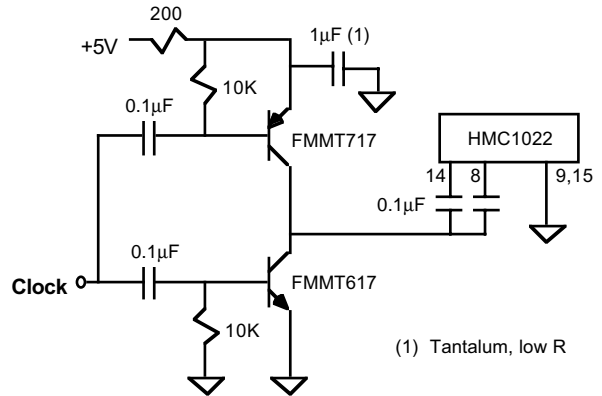 200
1µF (1)
+5V
10K
0.1µF
FMMT717
HMC1022
14 8 9,15
0.1µF
0.1µF
Clock
FMMT617
10K
(1) Tantalum, low R